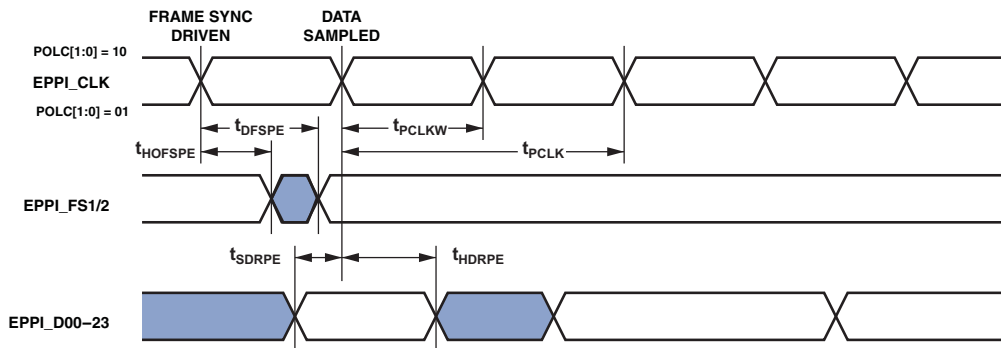 FRAME SYNC
DRIVEN
DATA
SAMPLED
POLC[1:0] = 10
EPPI_CLK
POLC[1:0] = 01
tDFSPE
tPCLKW
tHOFSPE
tPCLK
EPPI_FS1/2
tSDRPE
tHDRPE
EPPI_D00–23